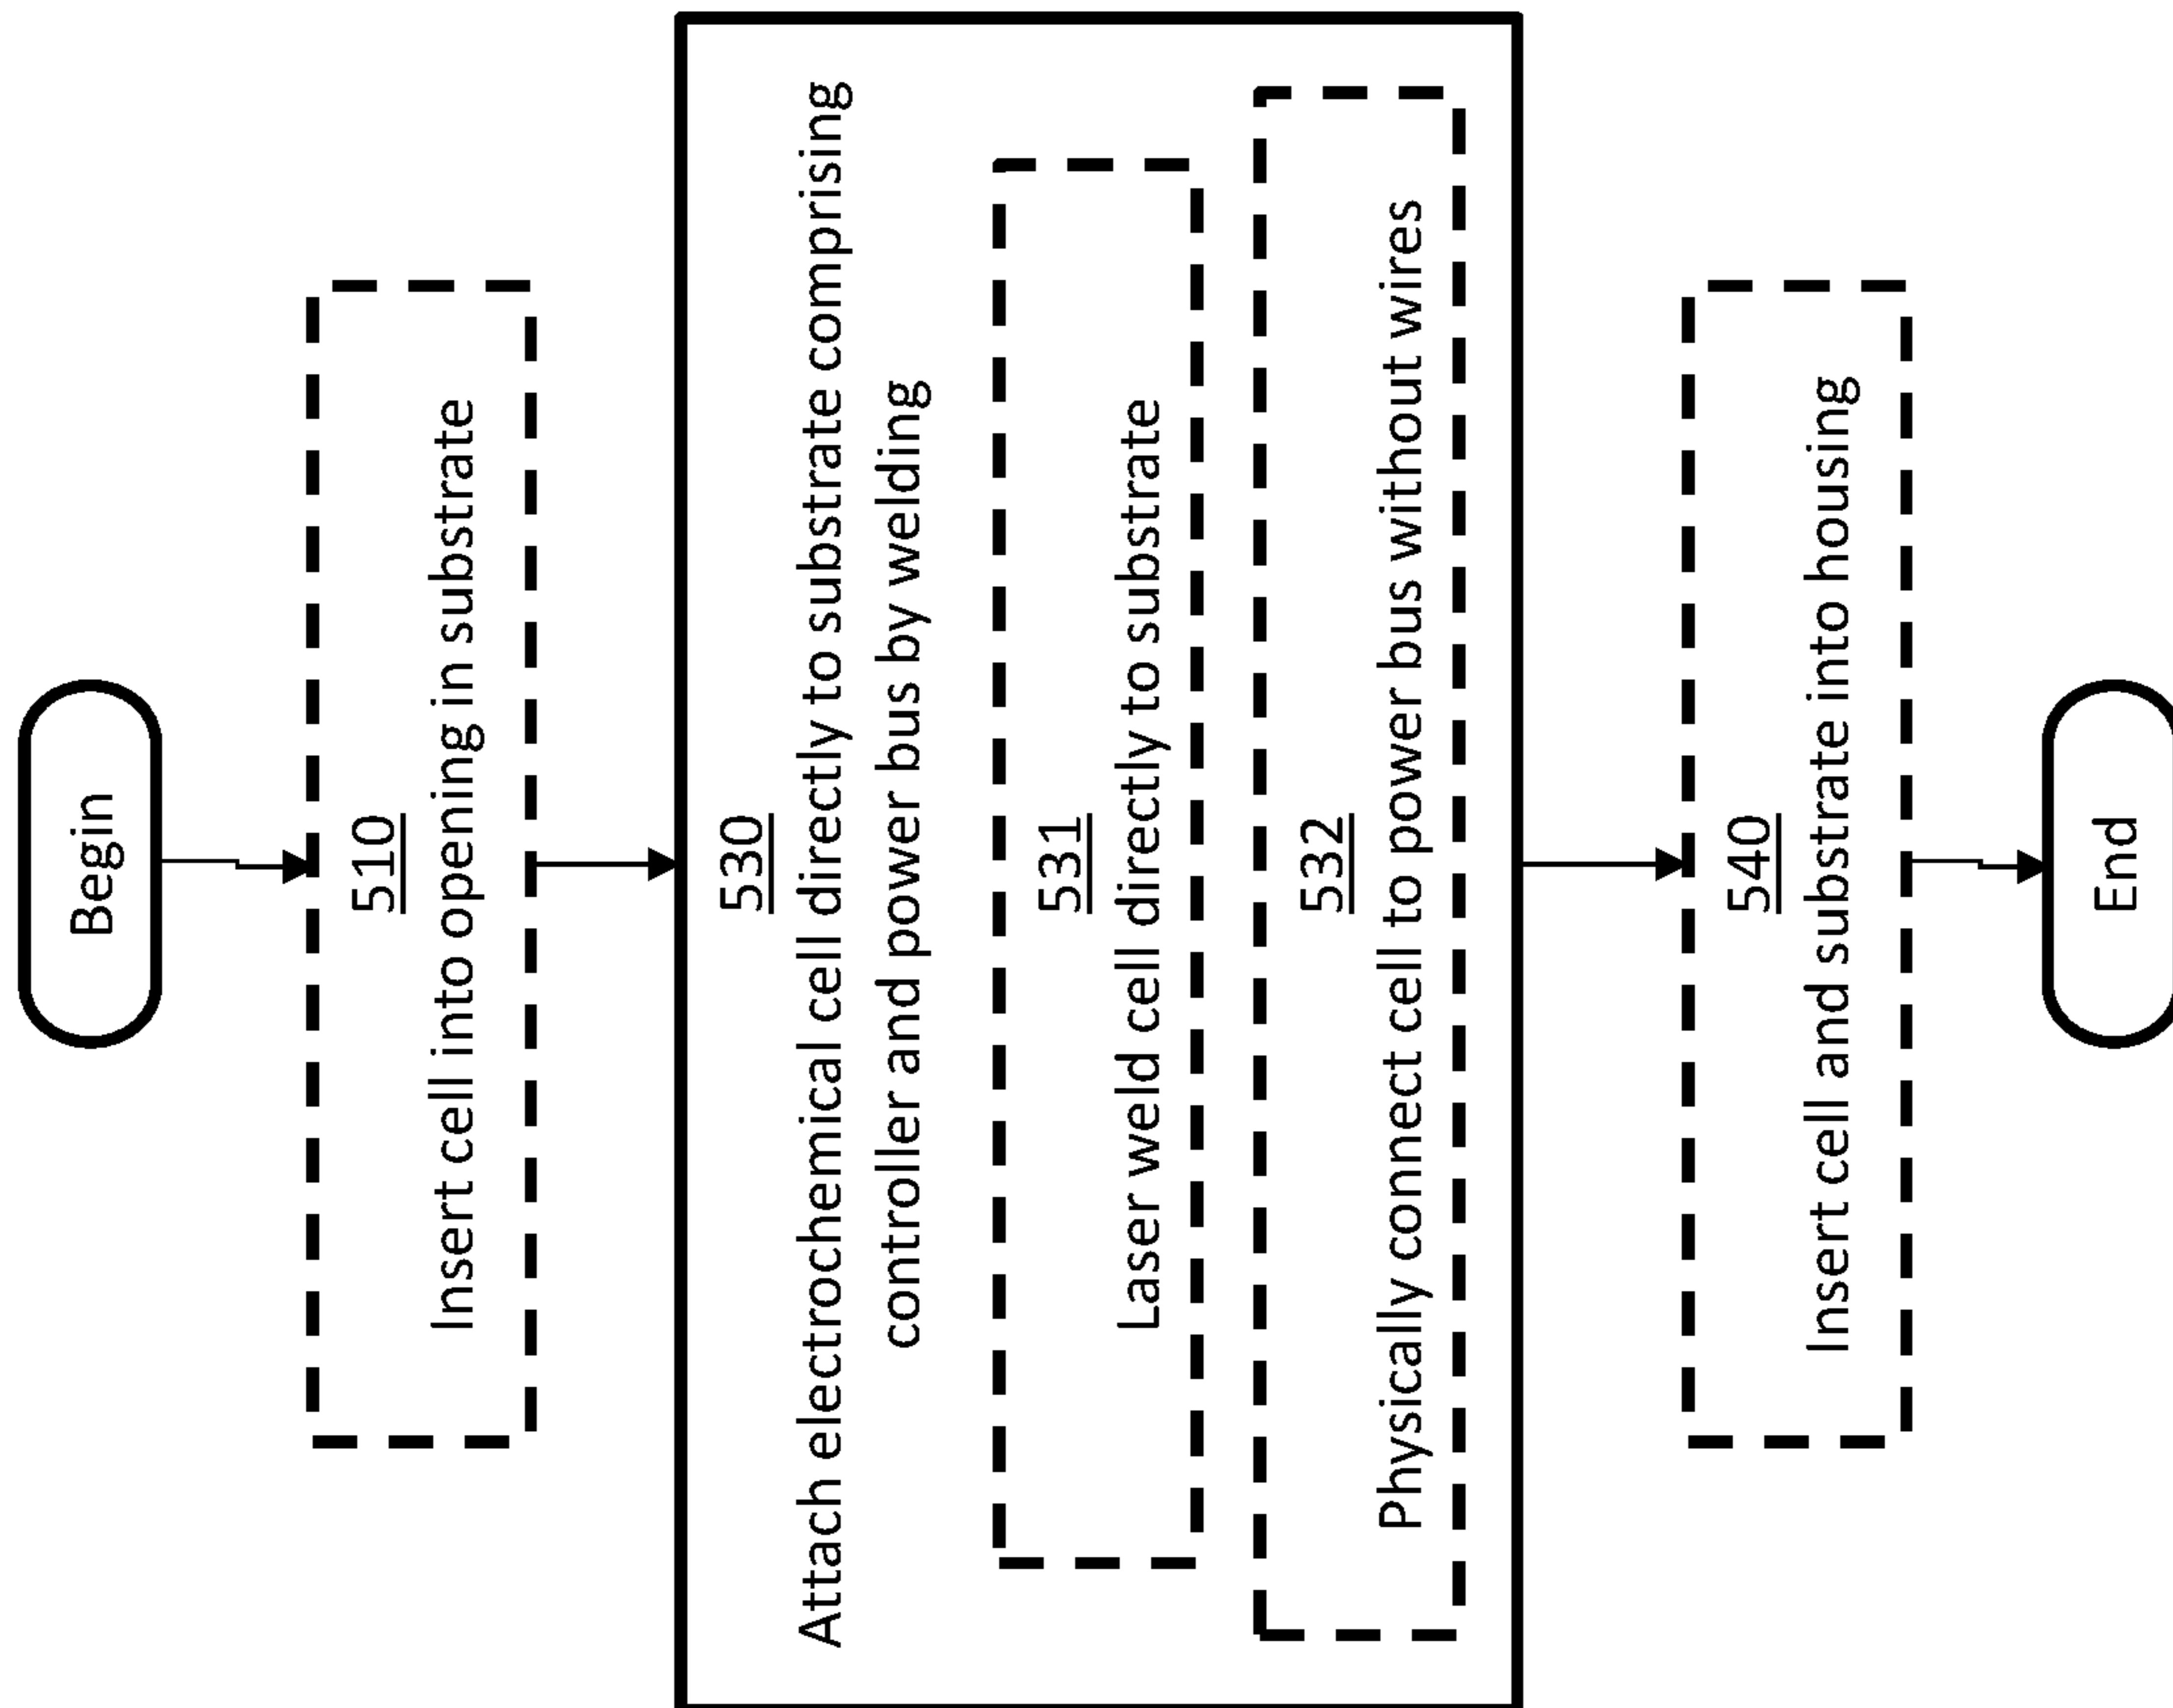 Begin
510
Insert cell into opening in substrate
530
Attach electrochemical cell directly to substrate comprising
controller and power bus by welding
531
Laser weld cell directly to substrate
532
Physically connect cell to power bus without wires
540
Insert cell and substrate into housing
End